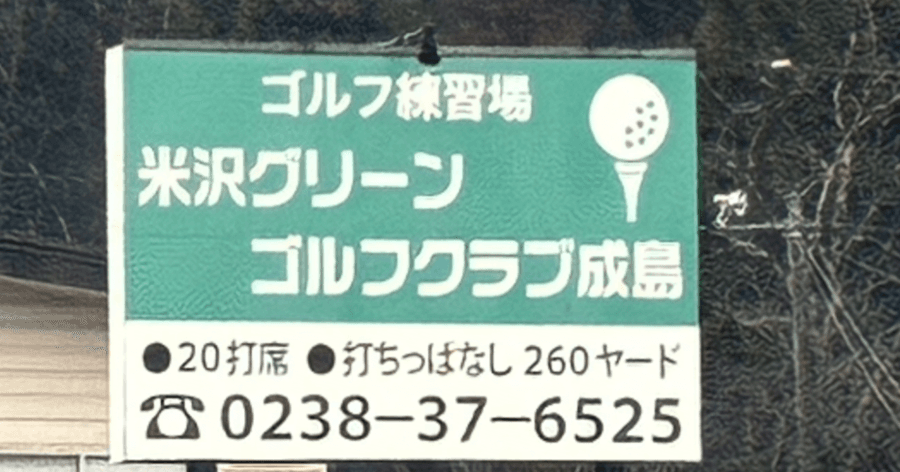 ゴルフ練習場
米沢グリーン
ゴルフクラブ成島
●20打席 ●打ちっぱなし 260ヤード
☎0238-37-6525